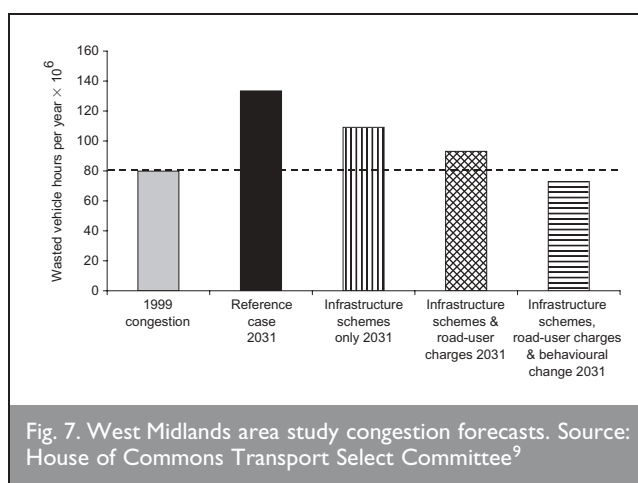 Wasted vehicle hours per year × 10⁶
160
140
120
100
80
60
40
20
0
1999
congestion
Reference
case
2031
Infrastructure
schemes
only 2031
Infrastructure
schemes &
road-user
charges 2031
Infrastructure
schemes,
road-user charges
& behavioural
change 2031
Fig. 7. West Midlands area study congestion forecasts. Source:
House of Commons Transport Select Committee⁹